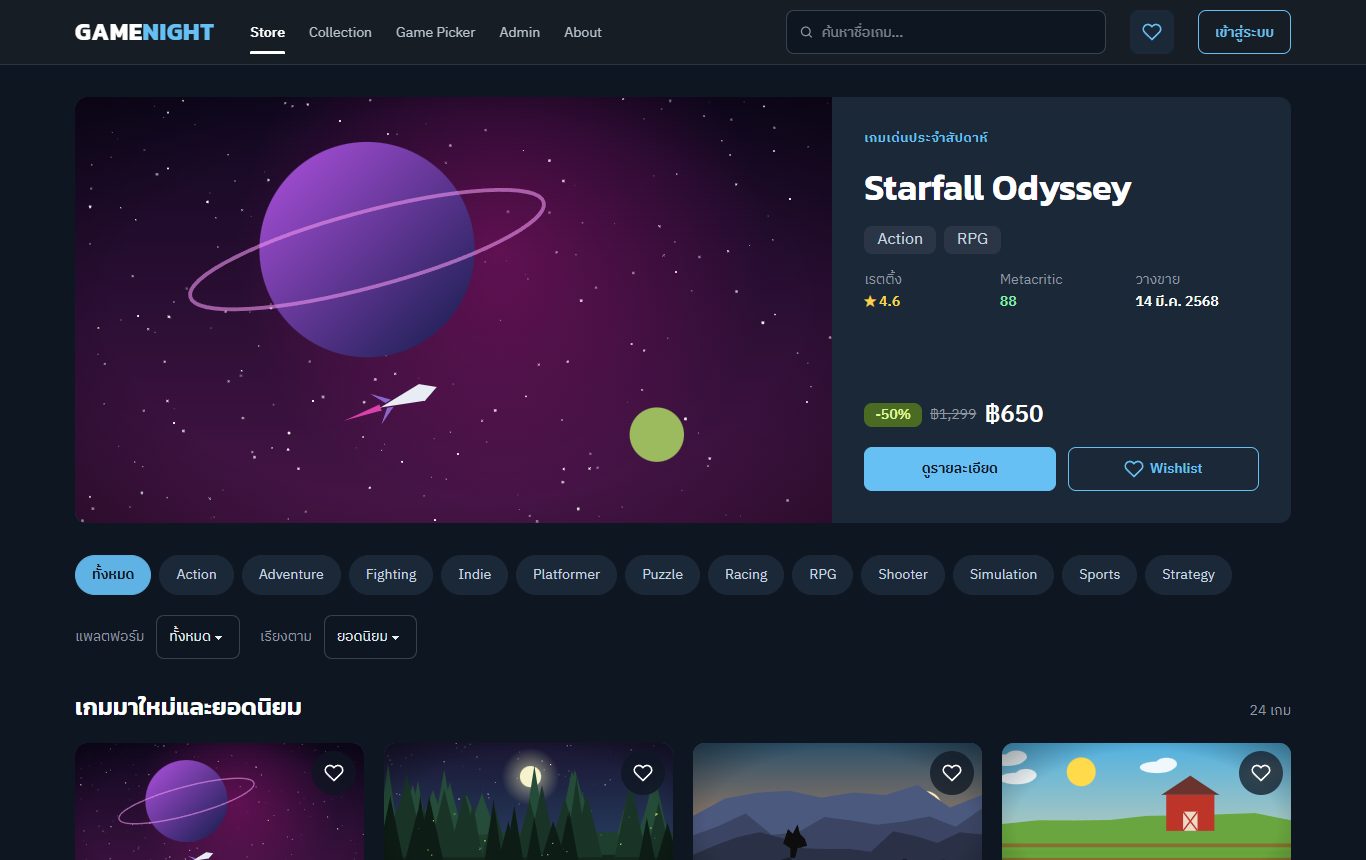 GAMENIGHT
Store Collection Game Picker Admin About ค้นหาชื่อเกม... เข้าสู่ระบบ
เกมเด่นประจำสัปดาห์
Starfall Odyssey
Action RPG
เรตติ้ง Metacritic วางขาย
★4.6 88 14 มี.ค. 2568
-50% ฿1,299 ฿650
ดูรายละเอียด Wishlist
ทั้งหมด Action Adventure Fighting Indie Platformer Puzzle Racing RPG Shooter Simulation Sports Strategy
แพลตฟอร์ม ทั้งหมด เรียงตาม ยอดนิยม
เกมมาใหม่และยอดนิยม 24 เกม